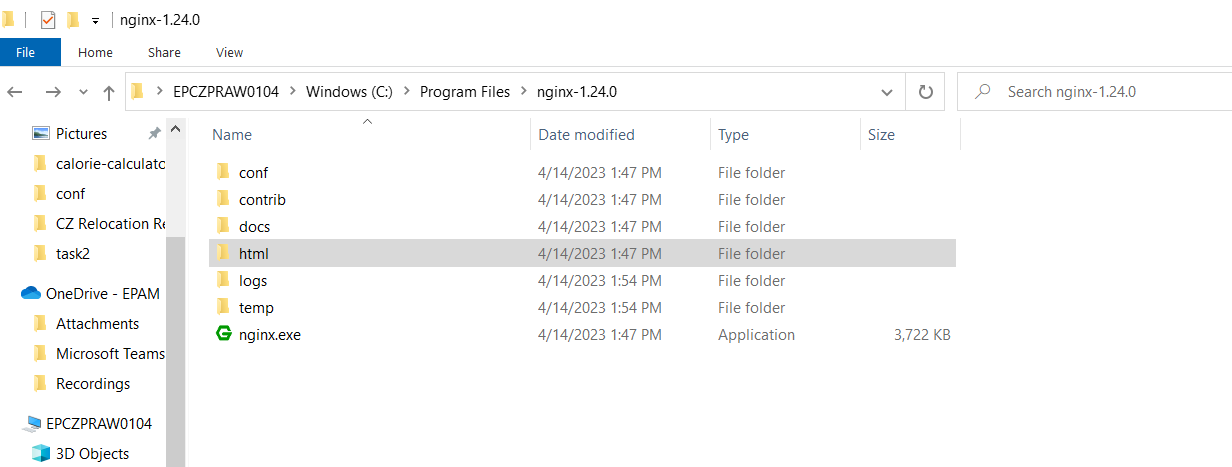 nginx-1.24.0
File Home Share View
EPCZPRAW0104 Windows (C:) Program Files nginx-1.24.0 Search nginx-1.24.0
Pictures
calorie-calculato
conf
CZ Relocation Re
task2
OneDrive - EPAM
Attachments
Microsoft Teams
Recordings
EPCZPRAW0104
3D Objects
Name Date modified Type Size
conf 4/14/2023 1:47 PM File folder
contrib 4/14/2023 1:47 PM File folder
docs 4/14/2023 1:47 PM File folder
html 4/14/2023 1:47 PM File folder
logs 4/14/2023 1:54 PM File folder
temp 4/14/2023 1:54 PM File folder
nginx.exe 4/14/2023 1:47 PM Application 3,722 KB